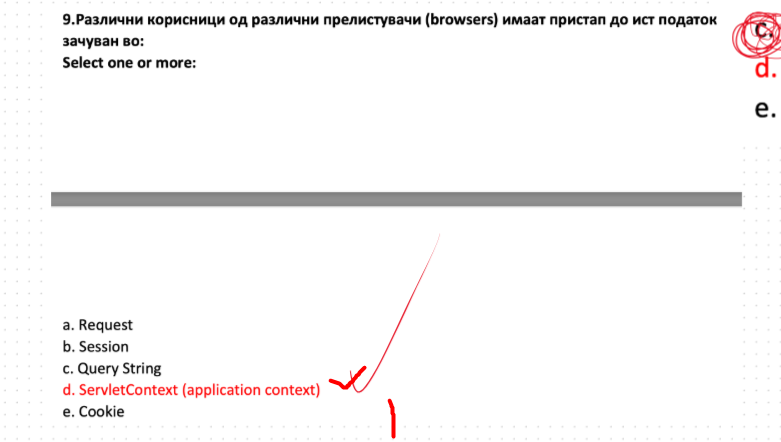 9.Различни корисници од различни прелистувачи (browsers) имаат пристап до ист податок
зачуван во:
Select one or more:
c.
d.
e.
a. Request
b. Session
c. Query String
d. ServletContext (application context)
e. Cookie